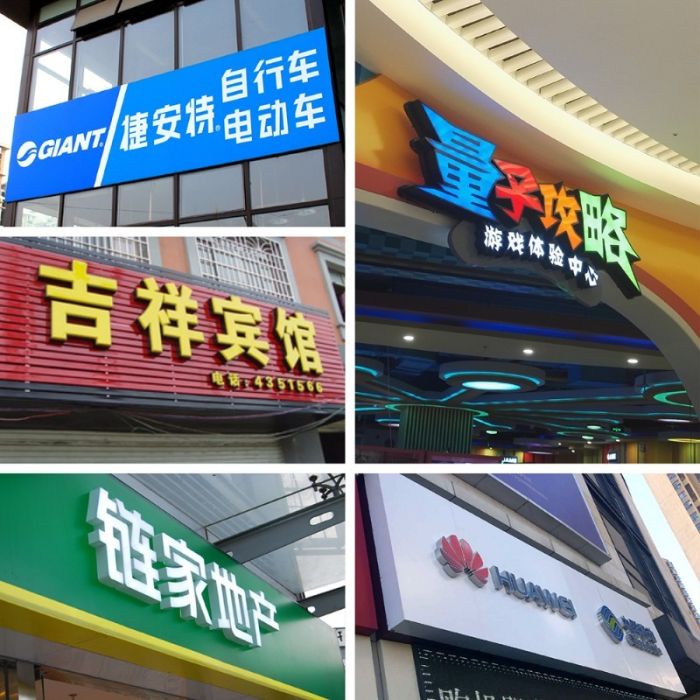 GIANT
捷安特®
自行车
电动车
量子攻略
游戏体验中心
吉祥宾馆
电话:4351566
链家地产
HUAWEI